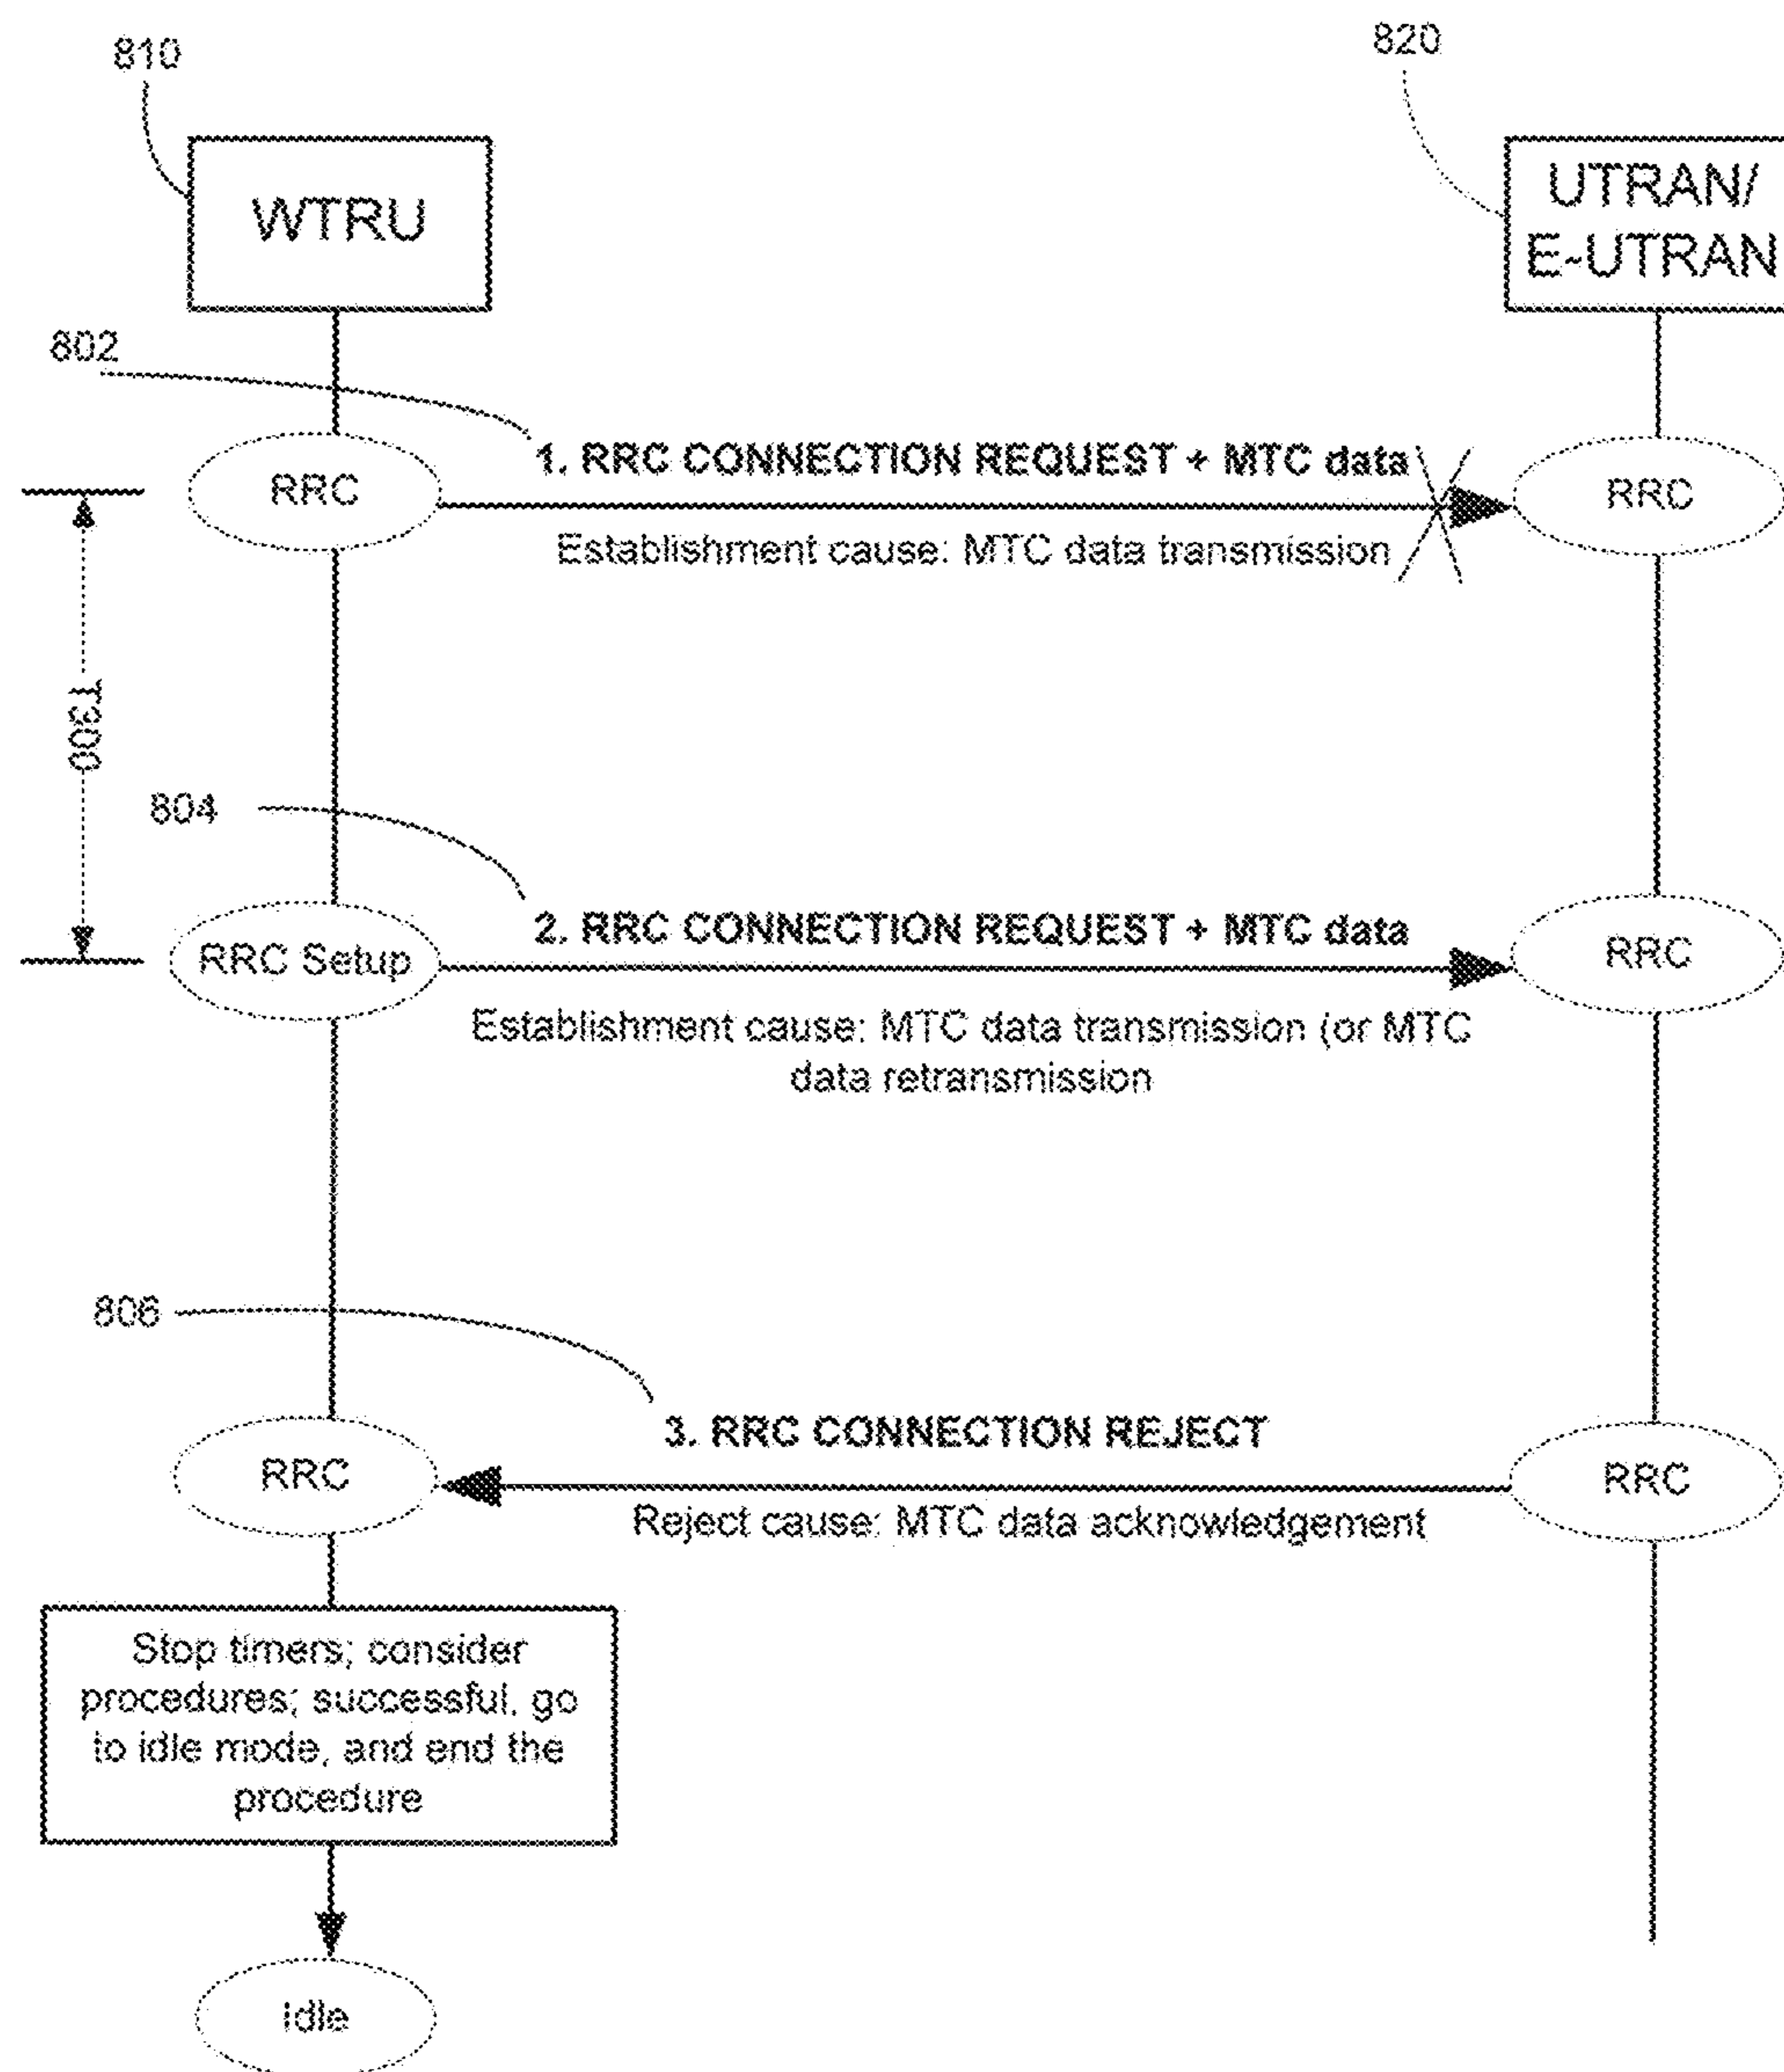 810
820
WTRU
UTRAN/
E-UTRAN
802
1. RRC CONNECTION REQUEST + MTC data
RRC
RRC
Establishment cause: MTC data transmission
T300
804
2. RRC CONNECTION REQUEST + MTC data
RRC Setup
RRC
Establishment cause: MTC data transmission (or MTC
data retransmission
806
3. RRC CONNECTION REJECT
RRC
RRC
Reject cause: MTC data acknowledgement
Stop timers; consider
procedures; successful, go
to idle mode, and end the
procedure
Idle